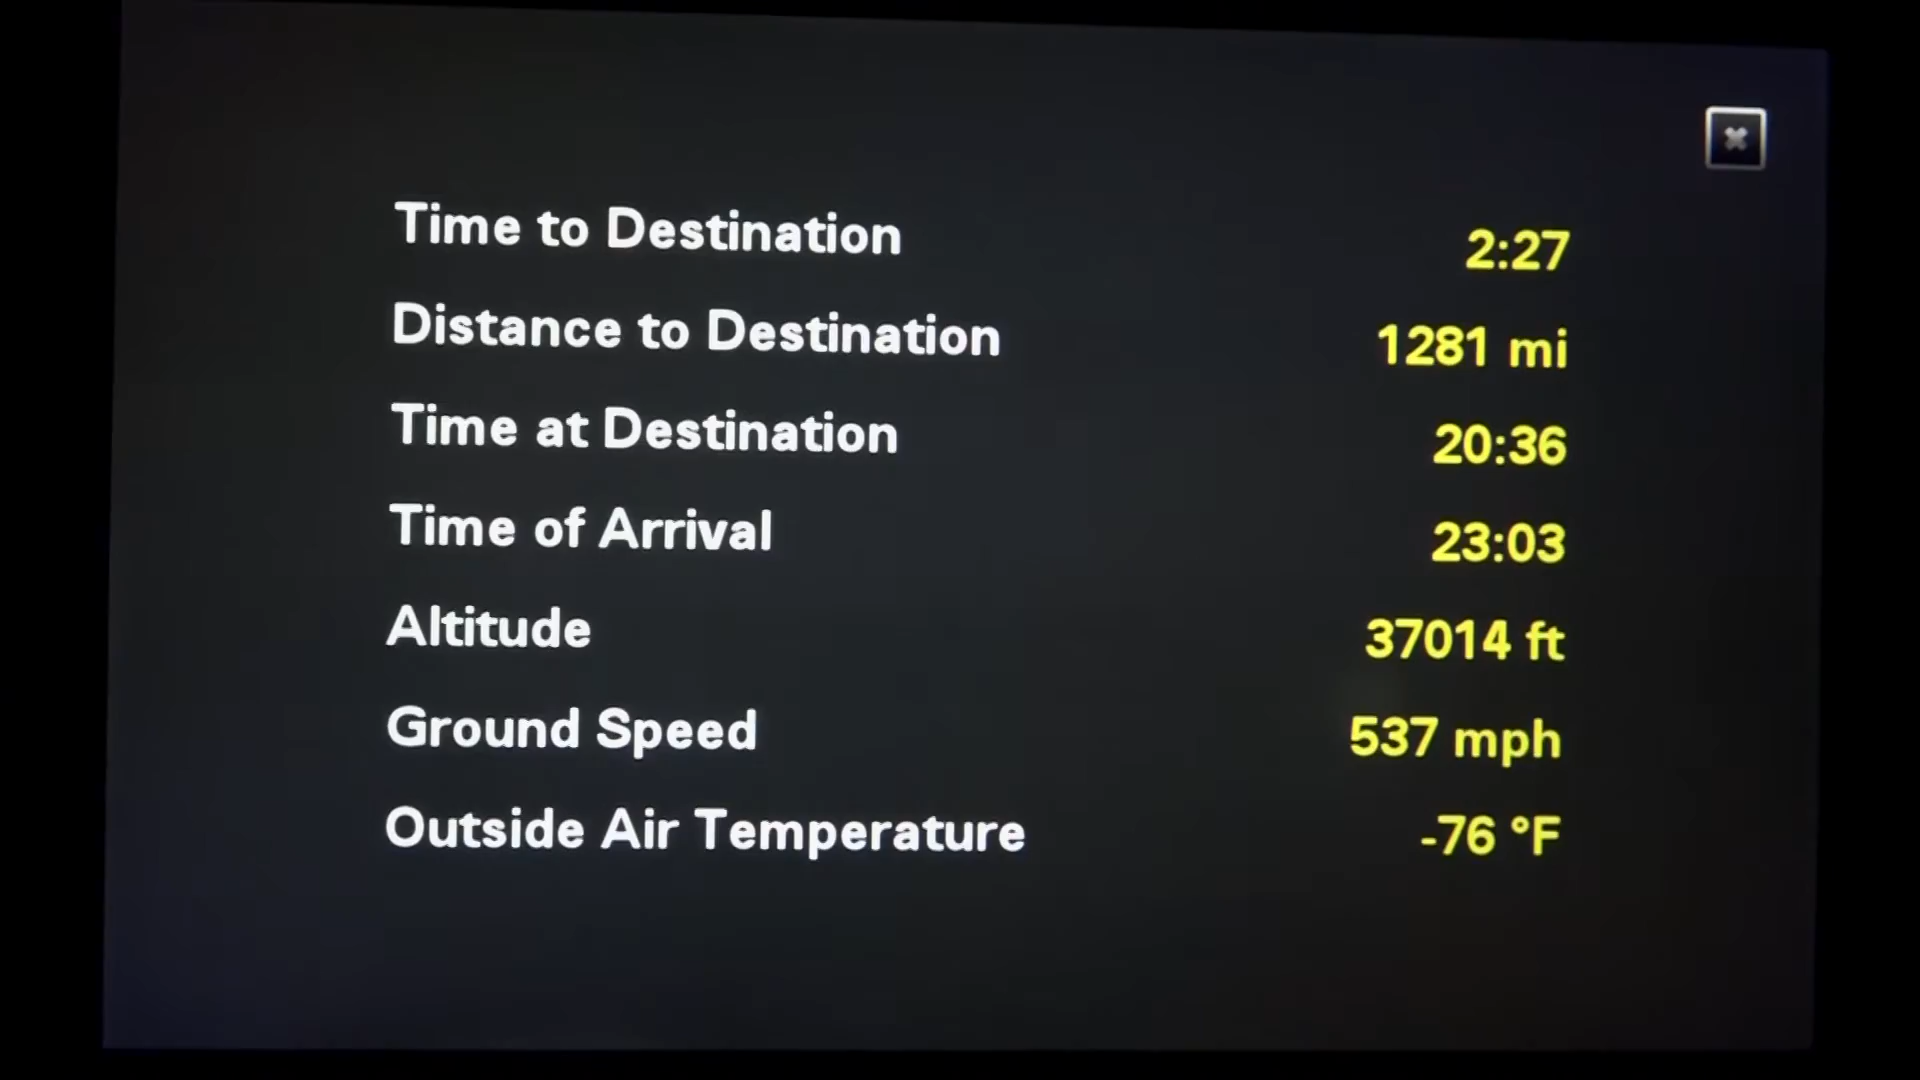 Time to Destination 2:27
Distance to Destination 1281 mi
Time at Destination 20:36
Time of Arrival 23:03
Altitude 37014 ft
Ground Speed 537 mph
Outside Air Temperature -76 °F